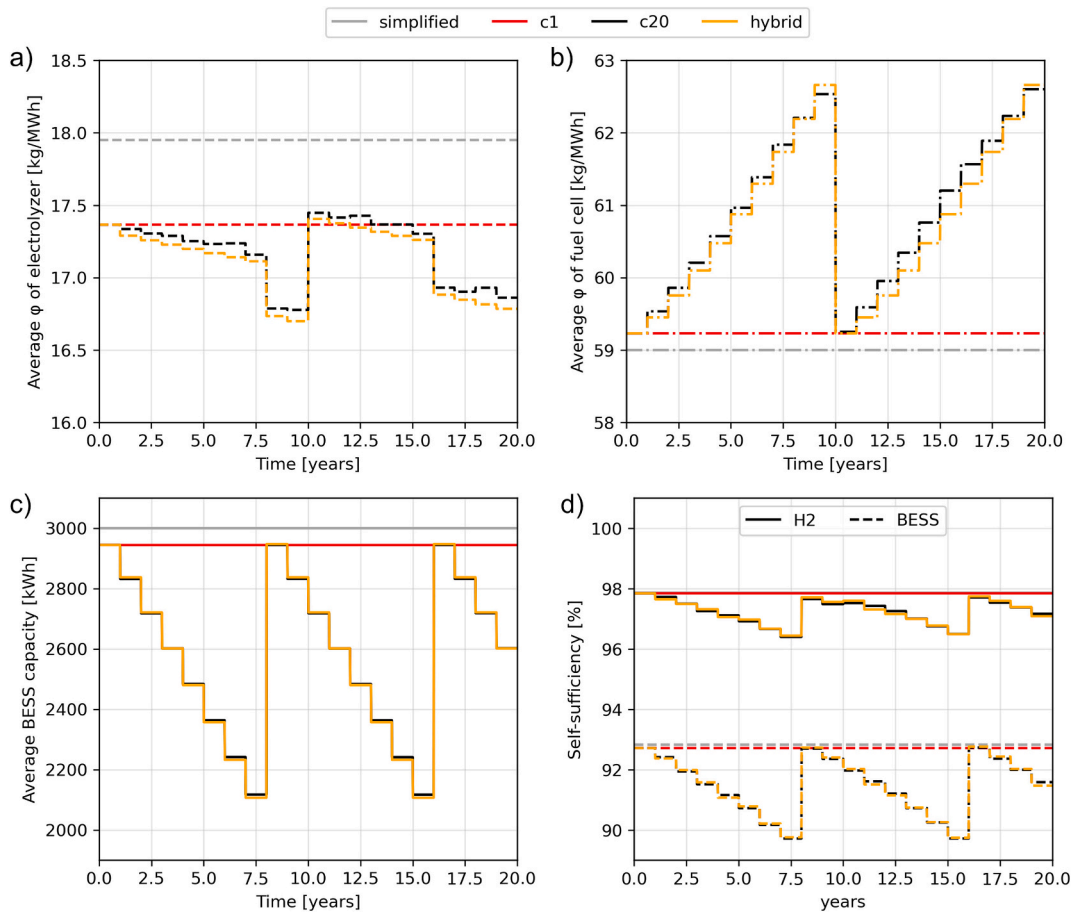 simplified c1 c20 hybrid
a)
18.5
18.0
17.5
17.0
16.5
16.0
Average φ of electrolyzer [kg/MWh]
0.0 2.5 5.0 7.5 10.0 12.5 15.0 17.5 20.0
Time [years]
b)
63
62
61
60
59
58
Average φ of fuel cell [kg/MWh]
0.0 2.5 5.0 7.5 10.0 12.5 15.0 17.5 20.0
Time [years]
c)
3000
2800
2600
2400
2200
2000
Average BESS capacity [kWh]
0.0 2.5 5.0 7.5 10.0 12.5 15.0 17.5 20.0
Time [years]
d)
H2 BESS
100
98
96
94
92
90
Self-sufficiency [%]
0.0 2.5 5.0 7.5 10.0 12.5 15.0 17.5 20.0
years